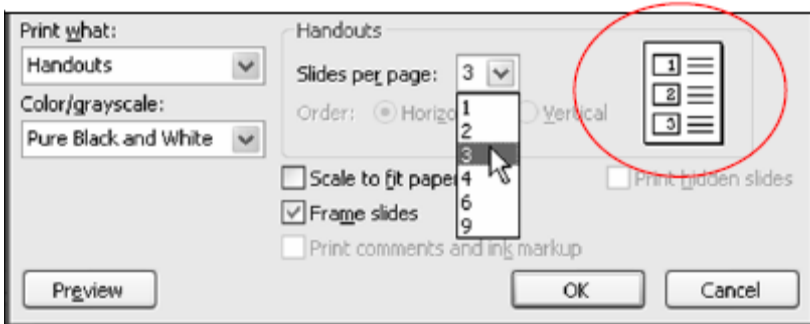 Print what:
Handouts
Color/grayscale:
Pure Black and White
Handouts
Slides per page: 3
Order: Vertical
1
2
3
4
6
9
Scale to fit paper
Print hidden slides
Frame slides
Print comments and ink markup
1
2
3
Preview
OK
Cancel